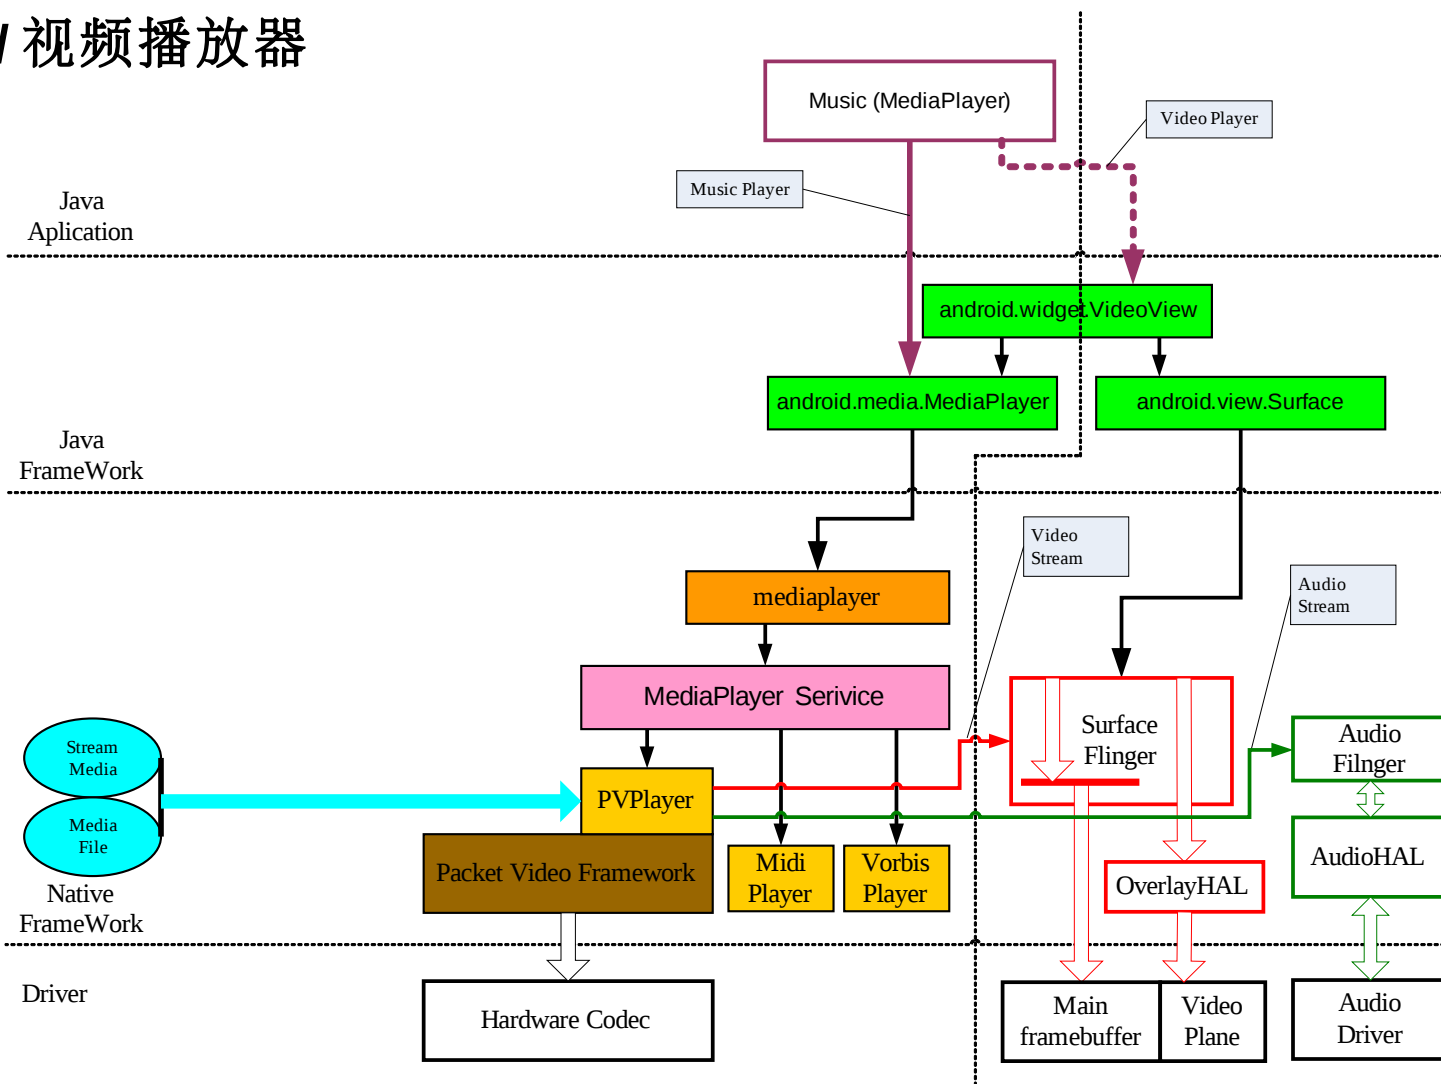 / 视频播放器
Music (MediaPlayer)
Video Player
Music Player
Java
Aplication
android.widget.VideoView
android.media.MediaPlayer
android.view.Surface
Java
FrameWork
Video
Stream
Audio
Stream
mediaplayer
MediaPlayer Serivice
Surface
Flinger
Audio
Filnger
Stream
Media
Media
File
PVPlayer
Packet Video Framework
Midi
Player
Vorbis
Player
OverlayHAL
AudioHAL
Native
FrameWork
Driver
Hardware Codec
Main
framebuffer
Video
Plane
Audio
Driver